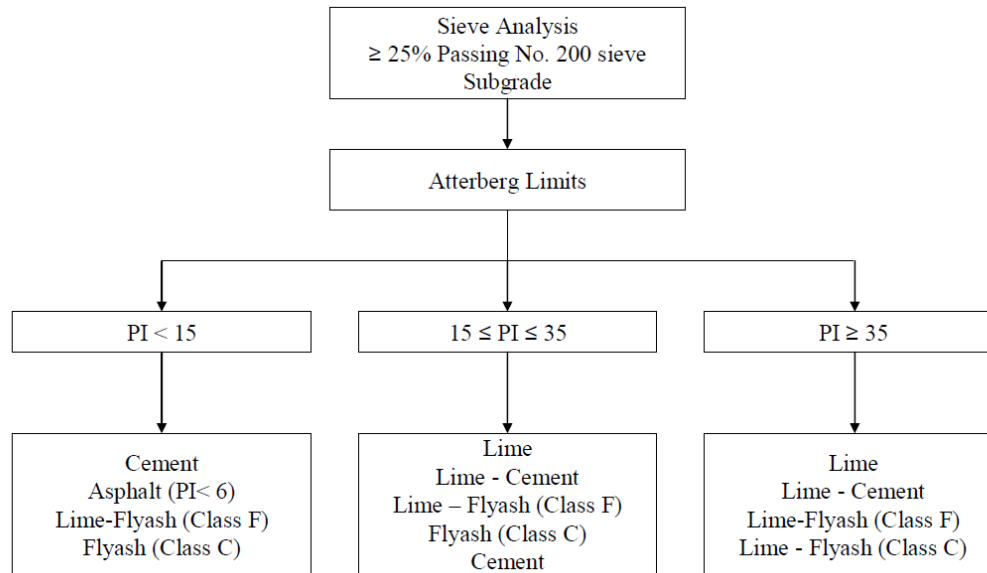 Sieve Analysis
≥ 25% Passing No. 200 sieve
Subgrade
Atterberg Limits
PI < 15
15 ≤ PI ≤ 35
PI ≥ 35
Cement
Asphalt (PI< 6)
Lime-Flyash (Class F)
Flyash (Class C)
Lime
Lime - Cement
Lime – Flyash (Class F)
Flyash (Class C)
Cement
Lime
Lime - Cement
Lime-Flyash (Class F)
Lime - Flyash (Class C)